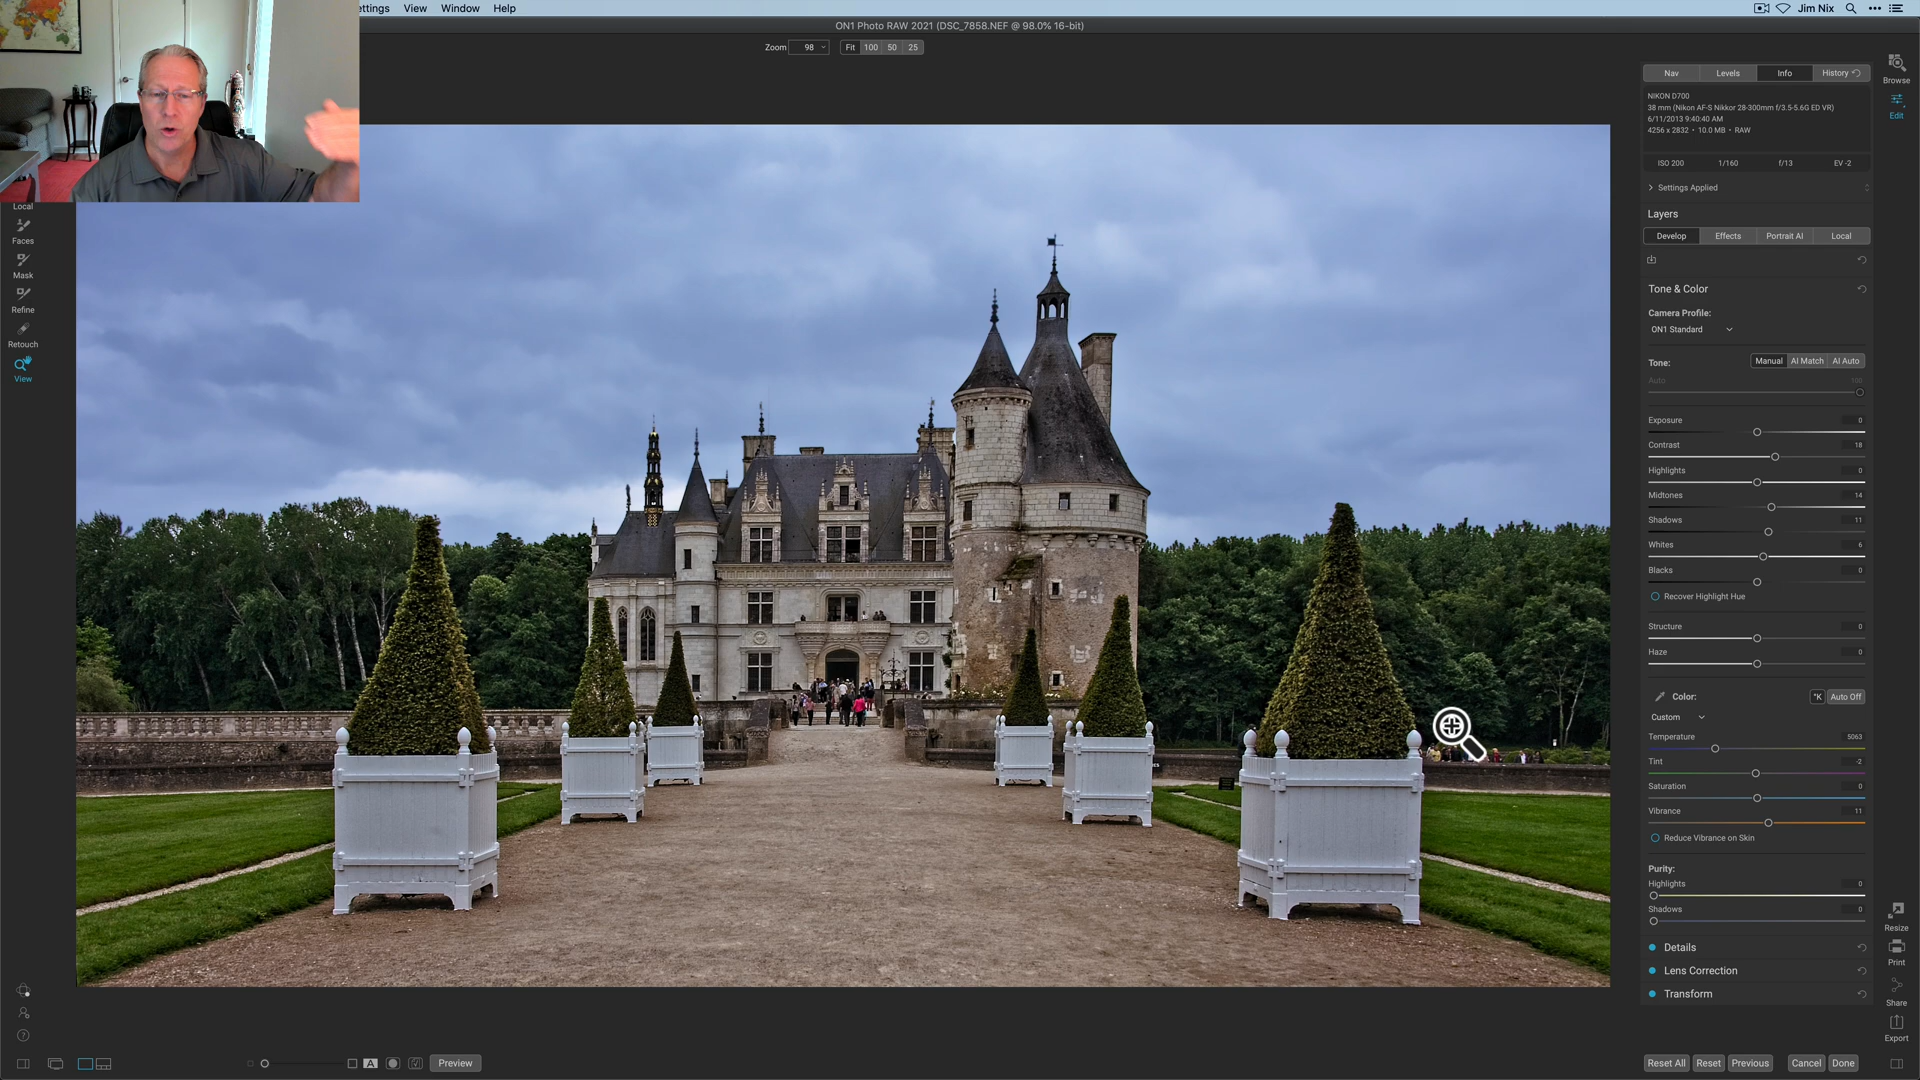 ettings View Window Help
Jim Nix
ON1 Photo RAW 2021 (DSC_7858.NEF @ 98.0% 16-bit)
Zoom 98 Fit 100 50 25
Nav Levels Info History
Browse
Edit
NIKON D700
38 mm (Nikon AF-S Nikkor 28-300mm f/3.5-5.6G ED VR)
6/11/2013 9:40:40 AM
4256 x 2832 • 10.0 MB • RAW
ISO 200 1/160 f/13 EV -2
Settings Applied
Layers
Develop Effects Portrait AI Local
Tone & Color
Camera Profile:
ON1 Standard
Tone: Manual AI Match AI Auto
Auto 100
Exposure 0
Contrast 18
Highlights 0
Midtones 14
Shadows 11
Whites 6
Blacks 0
Recover Highlight Hue
Structure 0
Haze 0
Color: °K Auto Off
Custom
Temperature 5063
Tint -2
Saturation 0
Vibrance 11
Reduce Vibrance on Skin
Purity:
Highlights 0
Shadows 0
Details
Lens Correction
Transform
Local
Faces
Mask
Refine
Retouch
View
Resize
Print
Share
Export
A
Preview
Reset All Reset Previous Cancel Done